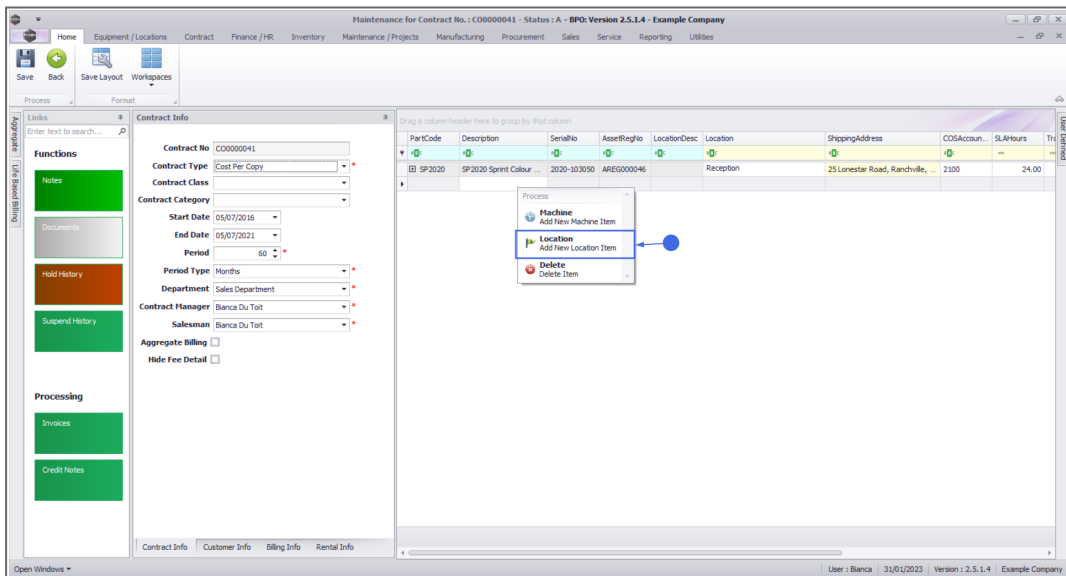 Maintenance for Contract No. : CO0000041 - Status : A - BPO: Version 2.5.1.4 - Example Company
Home Equipment / Locations Contract Finance / HR Inventory Maintenance / Projects Manufacturing Procurement Sales Service Reporting Utilities
Save Back Save Layout Workspaces
Process Format
Aggregate
Life Based Billing
Links
Enter text to search...
Functions
Notes
Documents
Hold History
Suspend History
Processing
Invoices
Credit Notes
Contract Info
Contract No CO0000041
Contract Type Cost Per Copy *
Contract Class
Contract Category
Start Date 05/07/2016
End Date 05/07/2021
Period 60 *
Period Type Months *
Department Sales Department *
Contract Manager Bianca Du Toit *
Salesman Bianca Du Toit *
Aggregate Billing
Hide Fee Detail
Contract Info Customer Info Billing Info Rental Info
Drag a column header here to group by that column
PartCode Description SerialNo AssetRegNo LocationDesc Location ShippingAddress COSAccoun... SLAHours Tra
SP2020 SP2020 Sprint Colour ... 2020-103050 AREG000046 Reception 25 Lonestar Road, Ranchville, ... 2100 24.00
Process
Machine
Add New Machine Item
Location
Add New Location Item
Delete
Delete Item
User Defined
Open Windows
User : Bianca 31/01/2023 Version : 2.5.1.4 Example Company